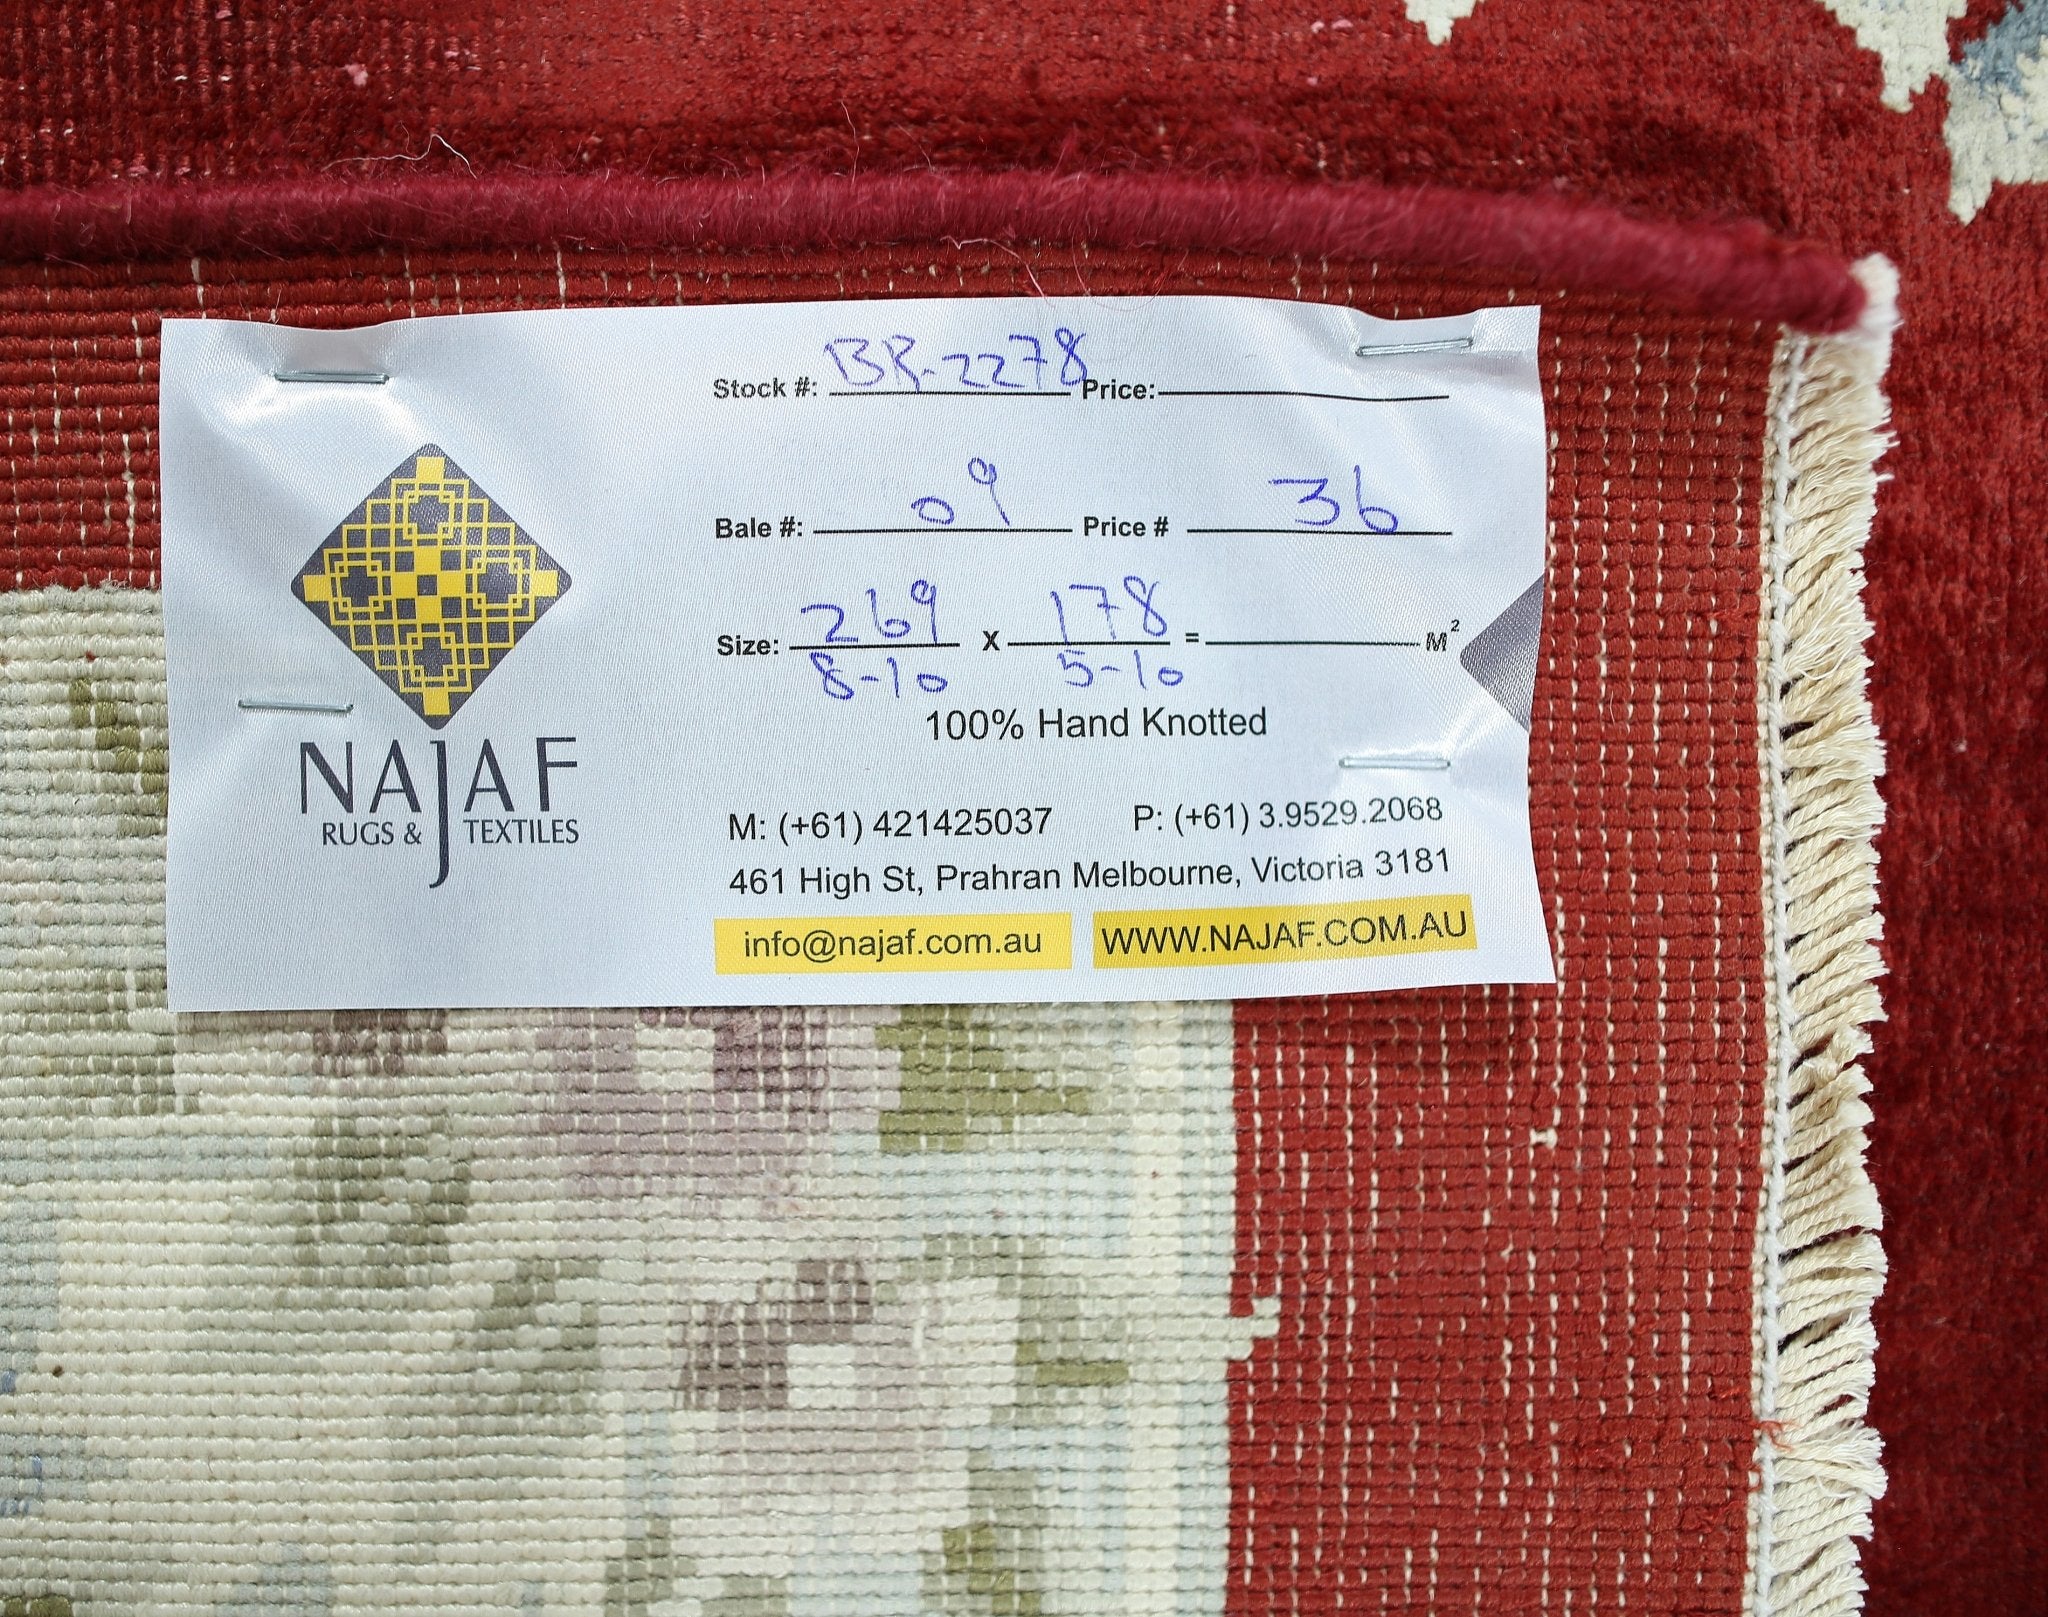 Stock #: BR-2278 Price:
Bale #: 09 Price # 36
Size: 269 x 178 = M²
8-10 5-10
100% Hand Knotted
NAJAF
RUGS & TEXTILES
M: (+61) 421425037 P: (+61) 3.9529.2068
461 High St, Prahran Melbourne, Victoria 3181
info@najaf.com.au WWW.NAJAF.COM.AU